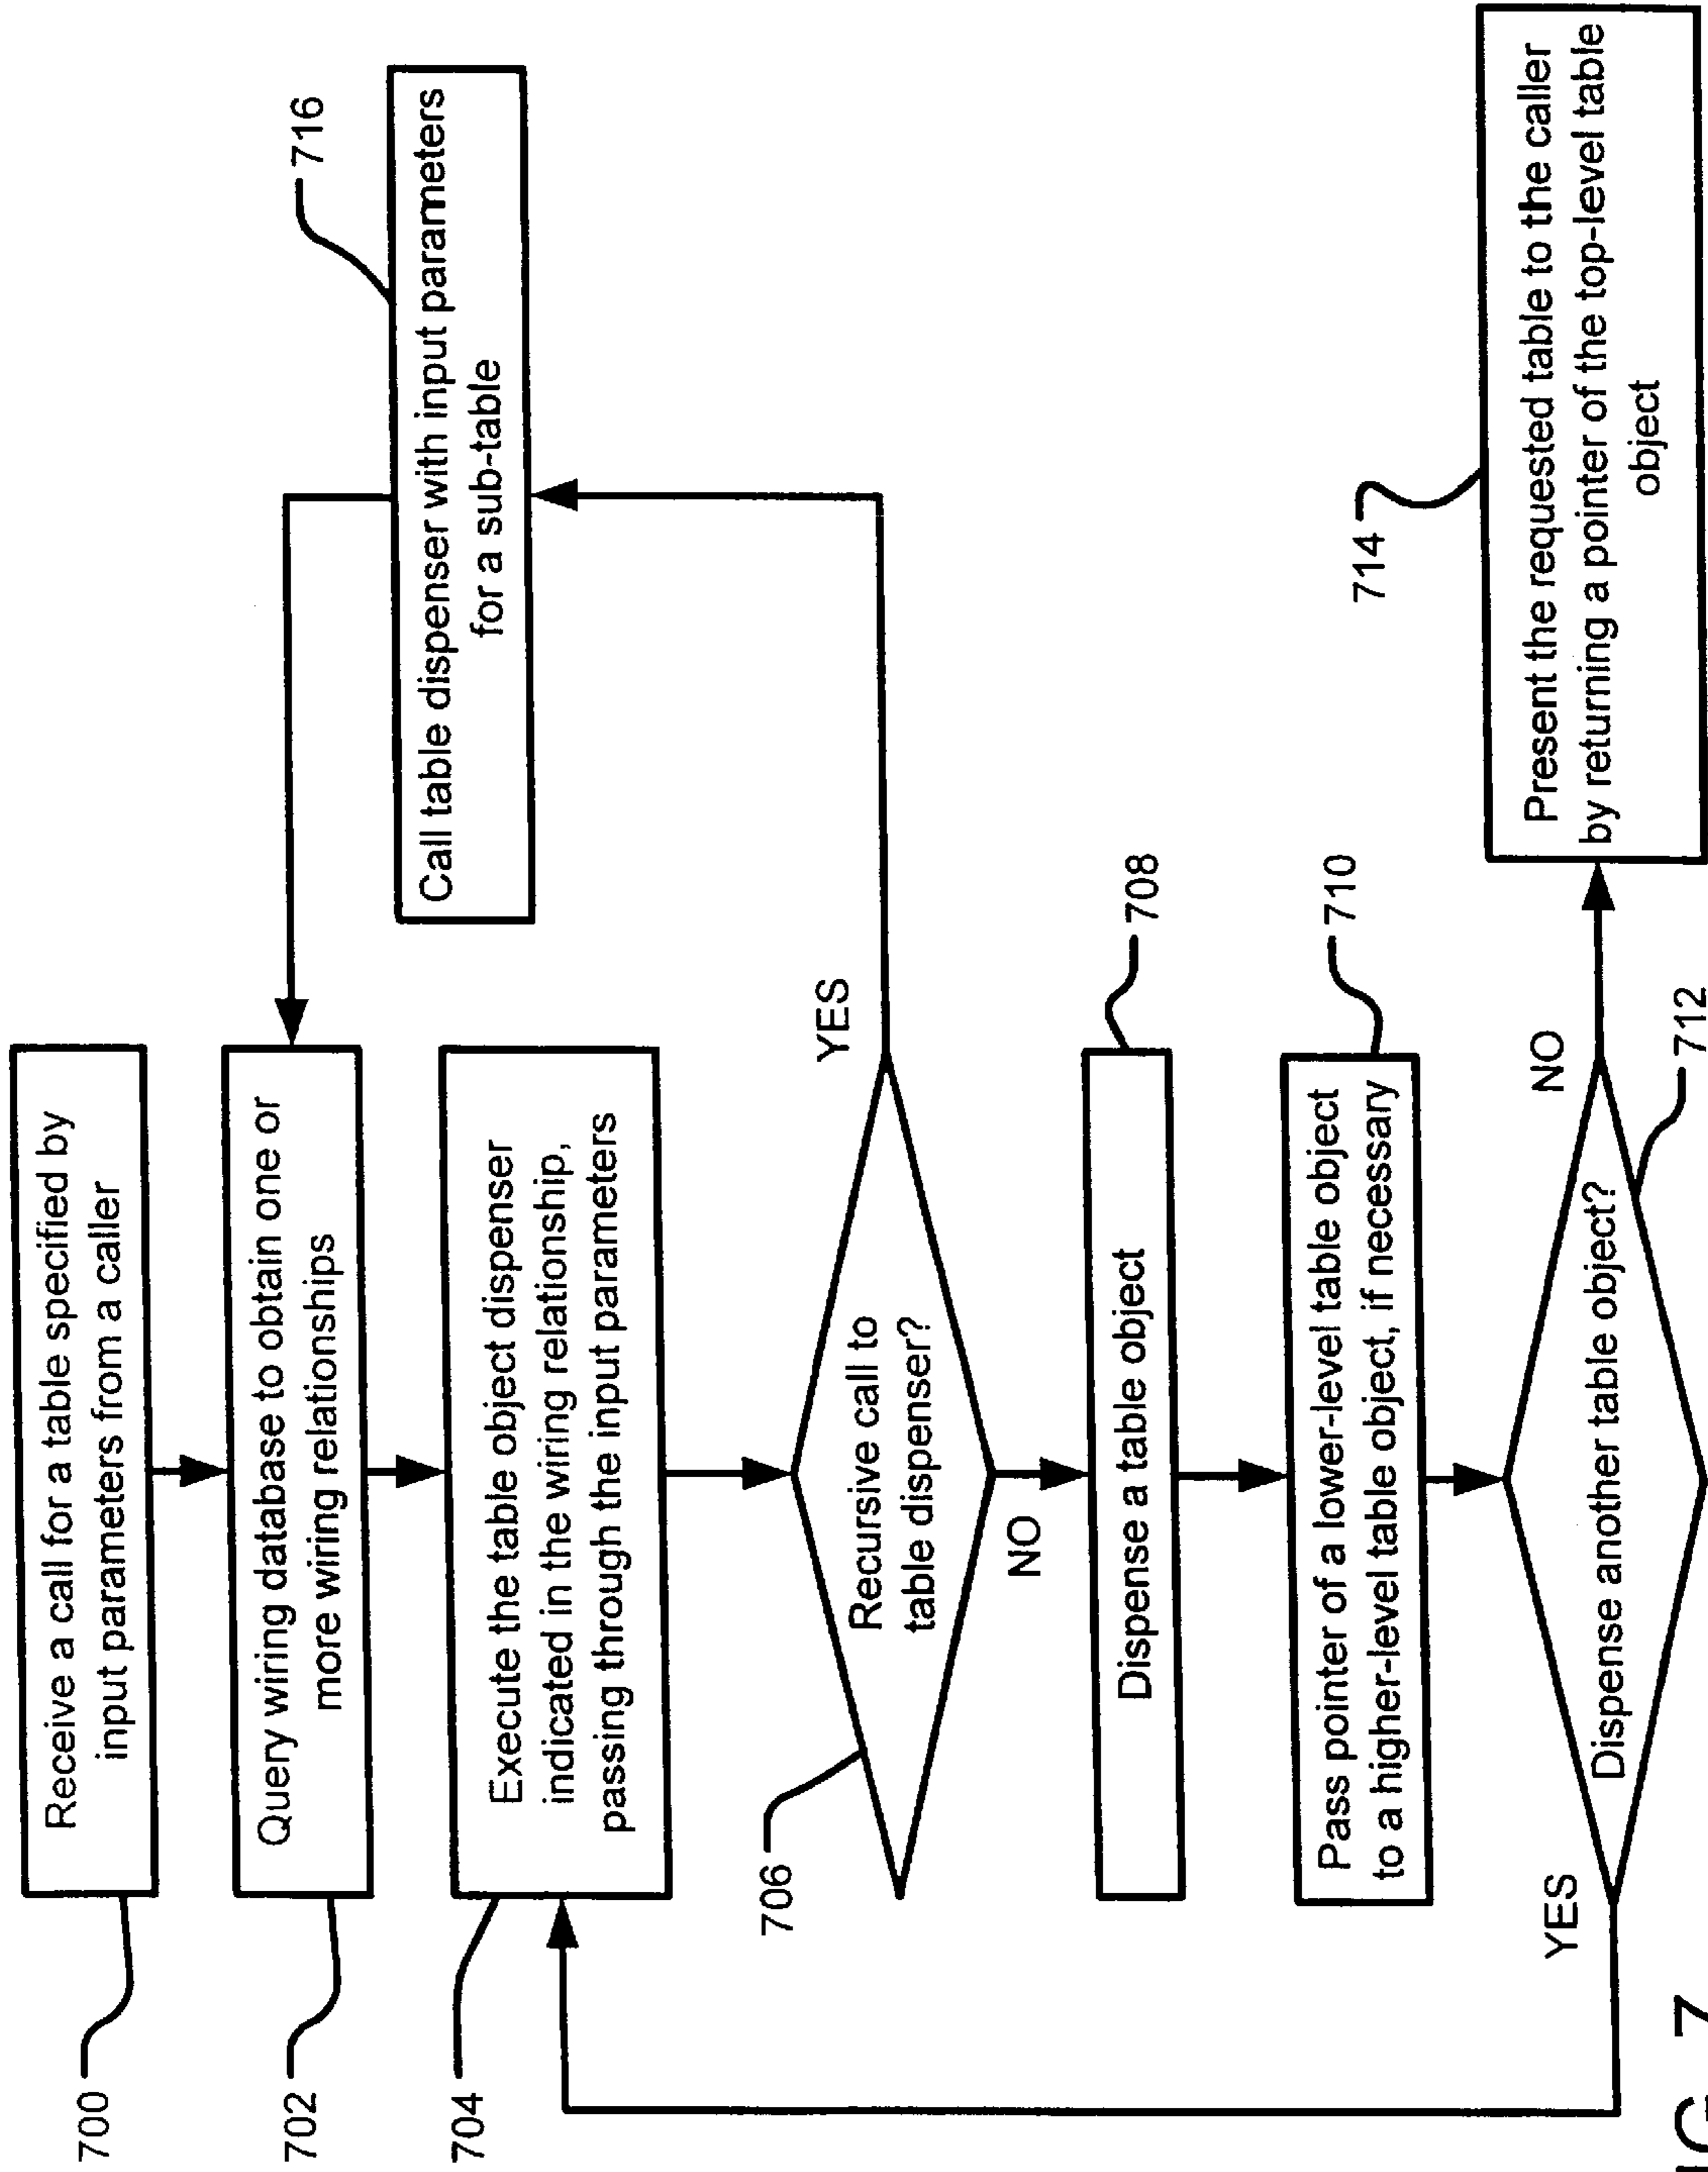 700
Receive a call for a table specified by
input parameters from a caller
702
Query wiring database to obtain one or
more wiring relationships
716
Call table dispenser with input parameters
for a sub-table
704
Execute the table object dispenser
indicated in the wiring relationship,
passing through the input parameters
706
Recursive call to
table dispenser?
YES
NO
708
Dispense a table object
710
Pass pointer of a lower-level table object
to a higher-level table object, if necessary
712
Dispense another table object?
YES
NO
714
Present the requested table to the caller
by returning a pointer of the top-level table
object
IG 7